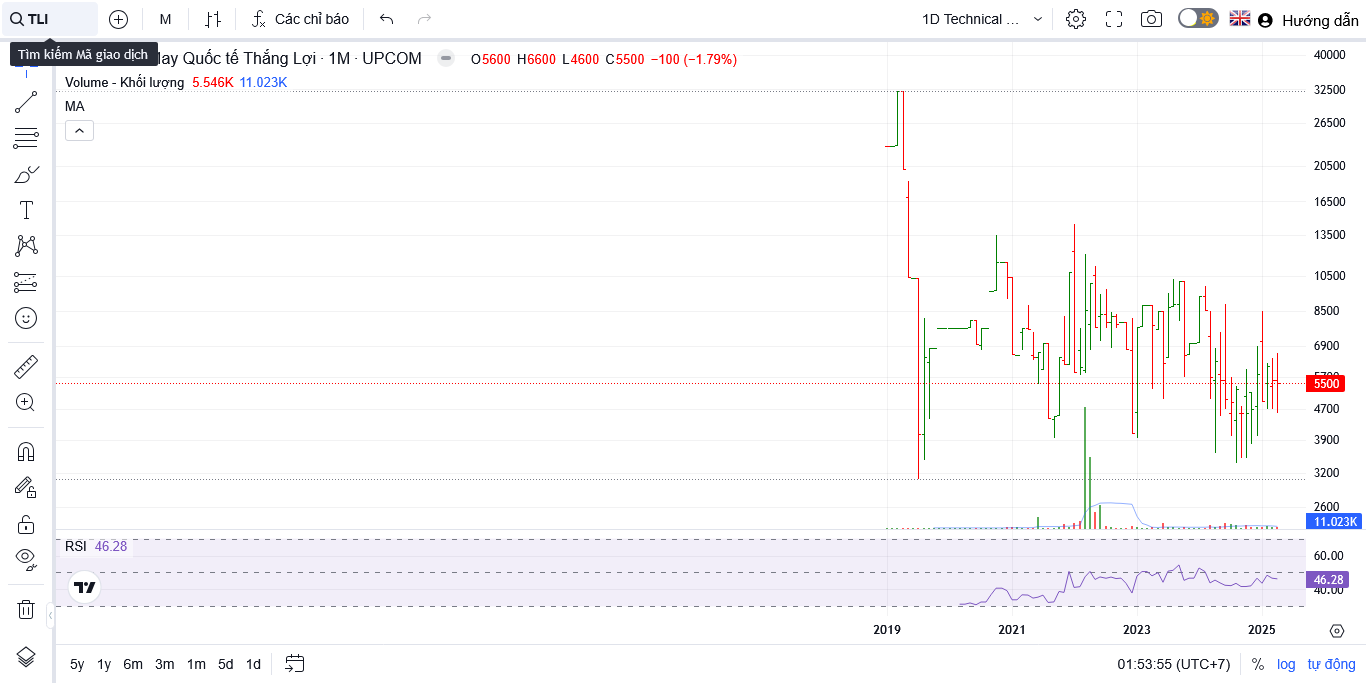 TLI
M
Các chỉ báo
1D Technical ...
Hướng dẫn
Tìm kiếm Mã giao dịch
May Quốc tế Thắng Lợi · 1M · UPCOM
O5600 H6600 L4600 C5500 −100 (−1.79%)
Volume - Khối lượng 5.546K 11.023K
MA
40000
32500
26500
20500
16500
13500
10500
8500
6900
5700
5500
4700
3900
3200
2600
11.023K
RSI 46.28
60.00
46.28
40.00
2019 2021 2023 2025
5y 1y 6m 3m 1m 5d 1d
01:53:55 (UTC+7) % log tự động